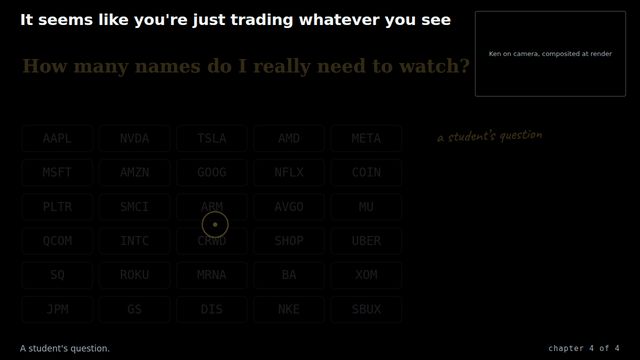 It seems like you're just trading whatever you see
Ken on camera, composited at render
How many names do I really need to watch?
a student's question
AAPL NVDA TSLA AMD META
MSFT AMZN GOOG NFLX COIN
PLTR SMCI ARM AVGO MU
QCOM INTC CRWD SHOP UBER
SQ ROKU MRNA BA XOM
JPM GS DIS NKE SBUX
A student's question.
chapter 4 of 4